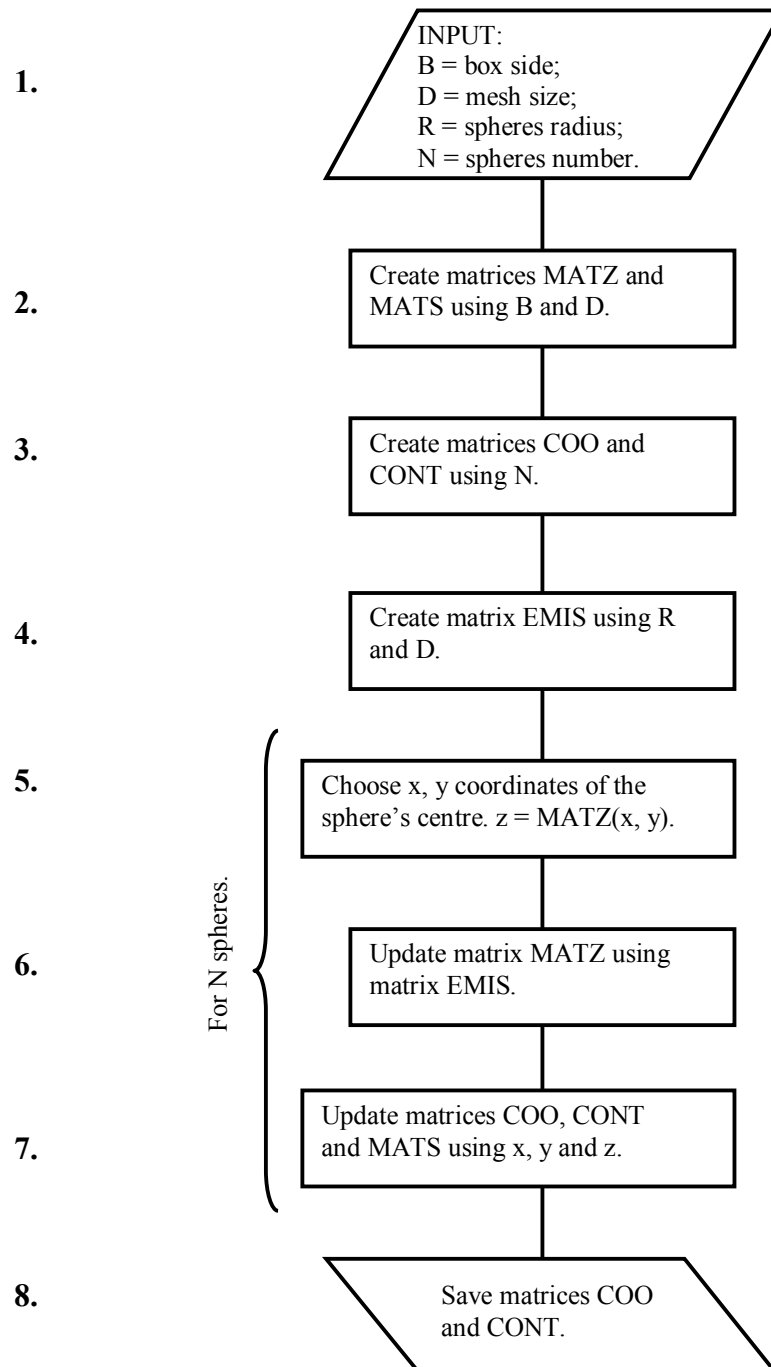 1.
INPUT:
B = box side;
D = mesh size;
R = spheres radius;
N = spheres number.
2.
Create matrices MATZ and
MATS using B and D.
3.
Create matrices COO and
CONT using N.
4.
Create matrix EMIS using R
and D.
For N spheres.
5.
Choose x, y coordinates of the
sphere’s centre. z = MATZ(x, y).
6.
Update matrix MATZ using
matrix EMIS.
7.
Update matrices COO, CONT
and MATS using x, y and z.
8.
Save matrices COO
and CONT.